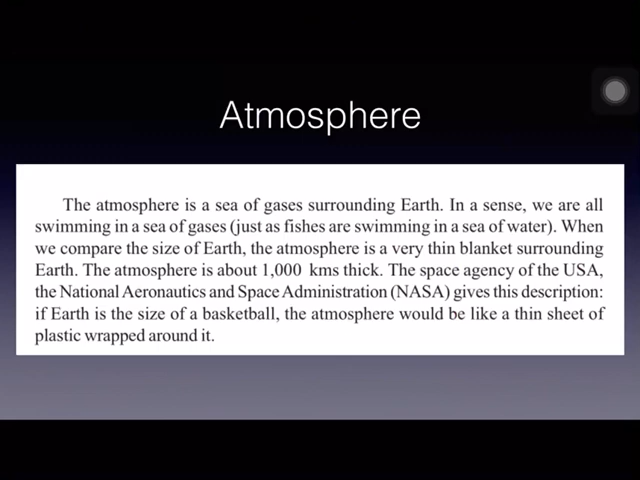 Atmosphere
The atmosphere is a sea of gases surrounding Earth. In a sense, we are all
swimming in a sea of gases (just as fishes are swimming in a sea of water). When
we compare the size of Earth, the atmosphere is a very thin blanket surrounding
Earth. The atmosphere is about 1,000 kms thick. The space agency of the USA,
the National Aeronautics and Space Administration (NASA) gives this description:
if Earth is the size of a basketball, the atmosphere would be like a thin sheet of
plastic wrapped around it.